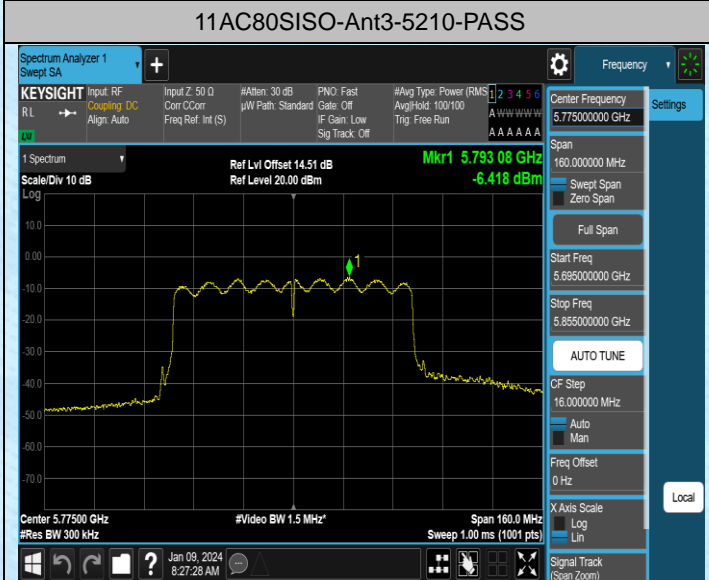 11AC80SISO-Ant3-5210-PASS
Spectrum Analyzer 1
Swept SA
+
Frequency
KEYSIGHT
RL
LXI
Input: RF
Coupling: DC
Align: Auto
Input Z: 50 Ω
Corr CCorr
Freq Ref: Int (S)
#Atten: 30 dB
µW Path: Standard
PNO: Fast
Gate: Off
IF Gain: Low
Sig Track: Off
#Avg Type: Power (RMS
Avg|Hold: 100/100
Trig: Free Run
1 2 3 4 5 6
A W W W W W
A A A A A A
Center Frequency
5.775000000 GHz
Settings
Span
160.000000 MHz
Swept Span
Zero Span
Full Span
Start Freq
5.695000000 GHz
Stop Freq
5.855000000 GHz
AUTO TUNE
CF Step
16.000000 MHz
Auto
Man
Freq Offset
0 Hz
X Axis Scale
Log
Lin
Local
Signal Track
(Span Zoom)
1 Spectrum
Scale/Div 10 dB
Log
Ref Lvl Offset 14.51 dB
Ref Level 20.00 dBm
Mkr1 5.793 08 GHz
-6.418 dBm
10.0
0.00
-10.0
-20.0
-30.0
-40.0
-50.0
-60.0
-70.0
1
Center 5.77500 GHz
#Res BW 300 kHz
#Video BW 1.5 MHz*
Span 160.0 MHz
Sweep 1.00 ms (1001 pts)
?
Jan 09, 2024
8:27:28 AM